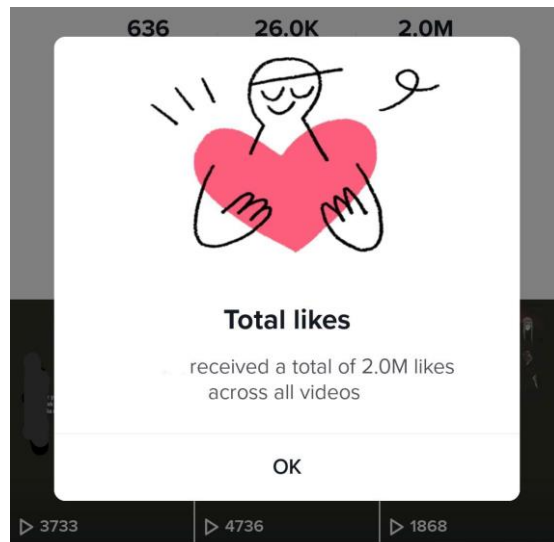 636 26.0K 2.0M
Total likes
received a total of 2.0M likes
across all videos
OK
3733 4736 1868